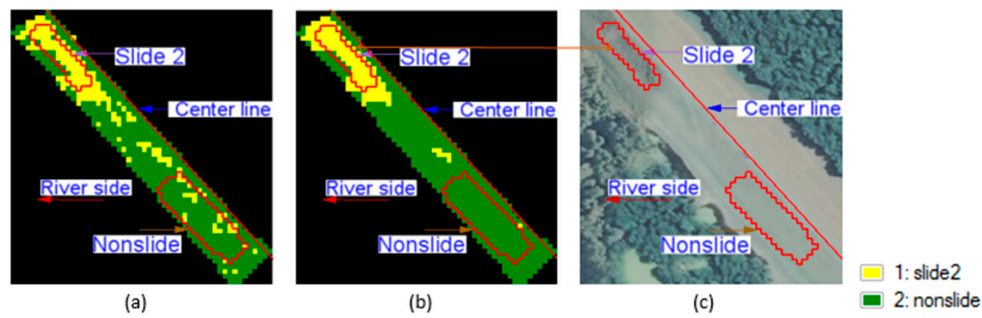 Slide 2
Center line
River side
Nonslide
(a)
Slide 2
Center line
River side
Nonslide
(b)
Slide 2
Center line
River side
Nonslide
(c)
1: slide2
2: nonslide